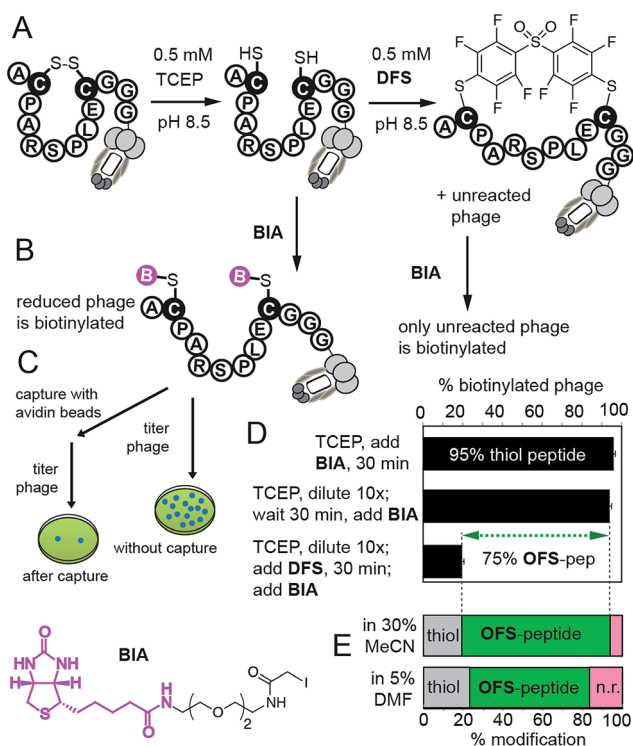 A
0.5 mM
TCEP
pH 8.5
0.5 mM
DFS
pH 8.5
S-S
A C P A R S P L E C G G G
HS
SH
A C P A R S P L E C G G G
O O
S
F F F F
F F F F
S S
A C P A R S P L E C G G G
+ unreacted
phage
BIA
only unreacted phage
is biotinylated
BIA
B
reduced phage
is biotinylated
B S
B S
A C P A R S P L E C G G G
C
capture with
avidin beads
titer
phage
titer
phage
after capture
without capture
D
% biotinylated phage
0 20 40 60 80 100
TCEP, add
BIA, 30 min
95% thiol peptide
TCEP, dilute 10x;
wait 30 min, add BIA
TCEP, dilute 10x;
add DFS, 30 min;
add BIA
75% OFS-pep
E
in 30%
MeCN
thiol
OFS-peptide
in 5%
DMF
thiol
OFS-peptide
n.r.
0 20 40 60 80 100
% modification
BIA
O
HN NH
H H
S
O
H
N
O
2
N
H
O
I